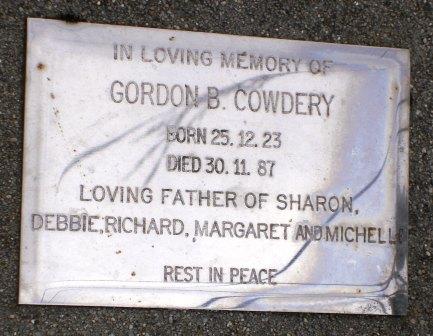 IN LOVING MEMORY OF
GORDON B. COWDERY
BORN 25.12.23
DIED 30.11.87
LOVING FATHER OF SHARON,
DEBBIE, RICHARD, MARGARET AND MICHELLE
REST IN PEACE